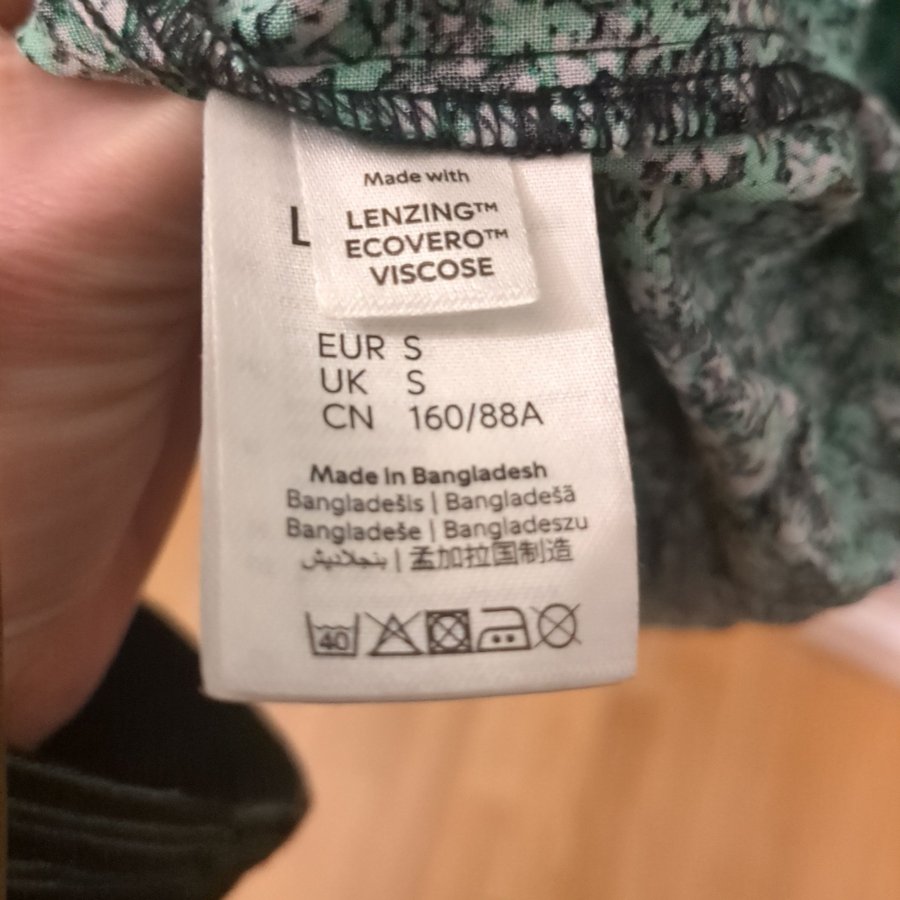 Made with
LENZING™
ECOVERO™
VISCOSE
L
EUR S
UK S
CN 160/88A
Made In Bangladesh
Bangladešis | Bangladešā
Bangladeše | Bangladeszu
بنجلاديش | 孟加拉国制造
40